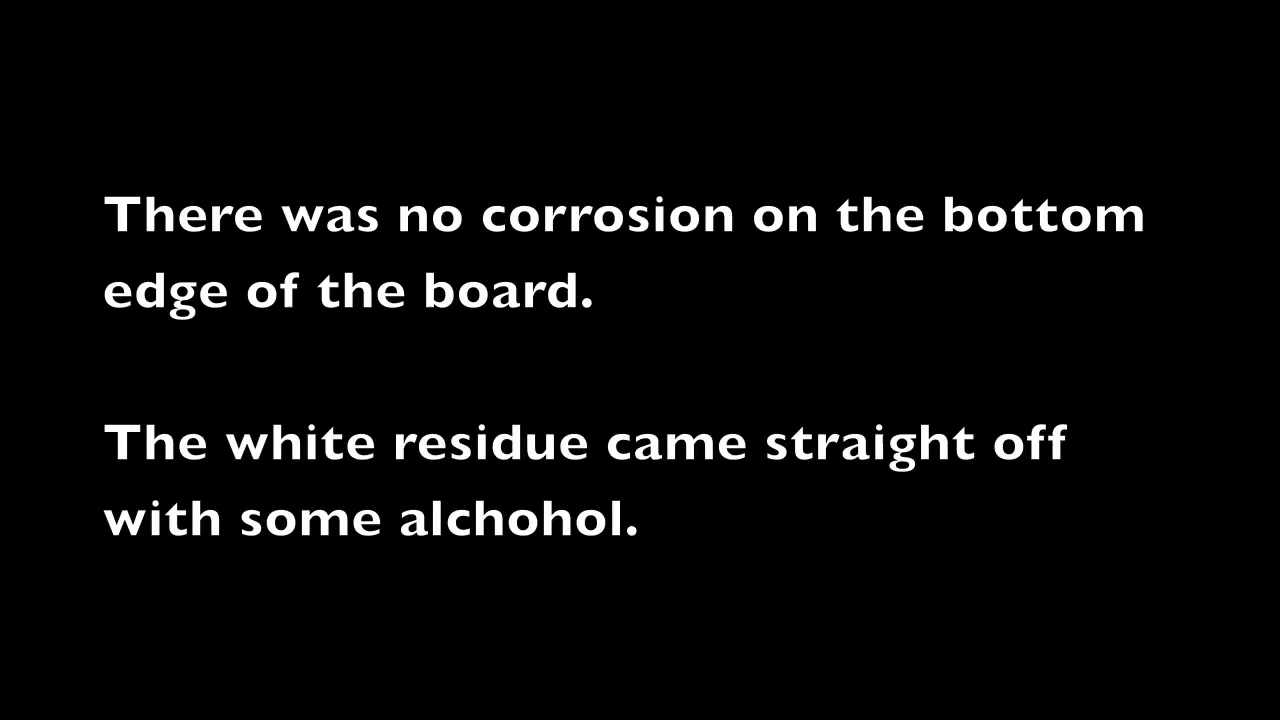 There was no corrosion on the bottom
edge of the board.
The white residue came straight off
with some alchohol.